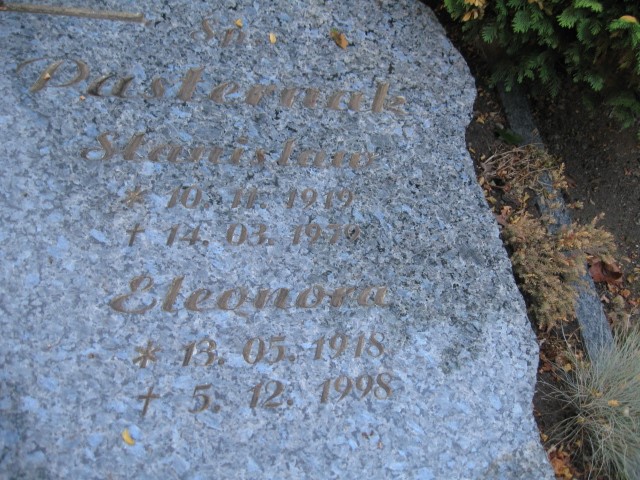 Pasternak
Stanisław
* 10. 11. 1919
† 14. 03. 1979
Eleonora
* 13. 05. 1918
† 5. 12. 1998